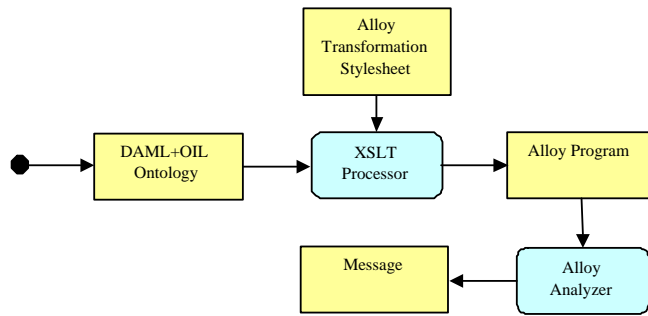 Alloy
Transformation
Stylesheet
DAML+OIL
Ontology
XSLT
Processor
Alloy Program
Message
Alloy
Analyzer